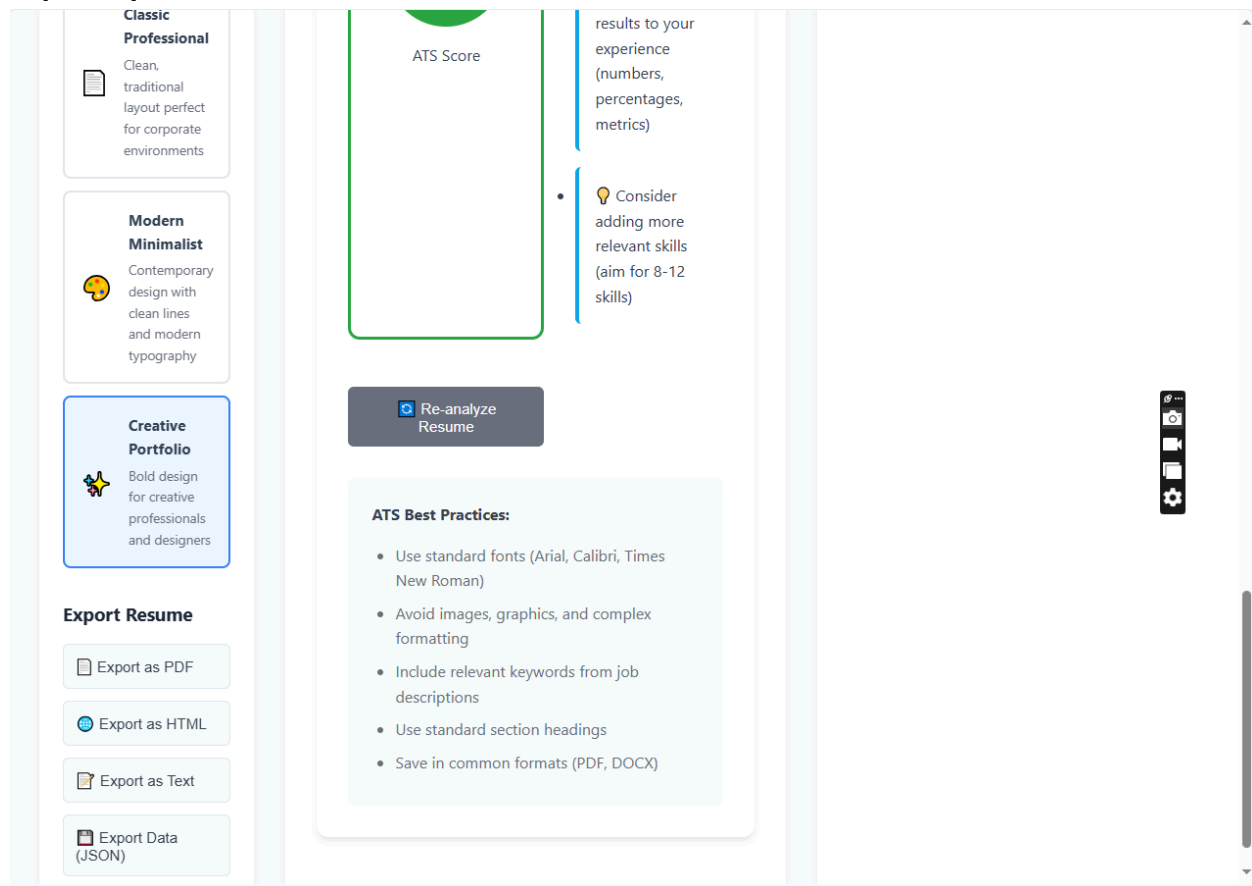 Classic
Professional
Clean,
traditional
layout perfect
for corporate
environments
Modern
Minimalist
Contemporary
design with
clean lines
and modern
typography
Creative
Portfolio
Bold design
for creative
professionals
and designers
Export Resume
Export as PDF
Export as HTML
Export as Text
Export Data
(JSON)
ATS Score
results to your
experience
(numbers,
percentages,
metrics)
Consider
adding more
relevant skills
(aim for 8-12
skills)
Re-analyze
Resume
ATS Best Practices:
Use standard fonts (Arial, Calibri, Times
New Roman)
Avoid images, graphics, and complex
formatting
Include relevant keywords from job
descriptions
Use standard section headings
Save in common formats (PDF, DOCX)